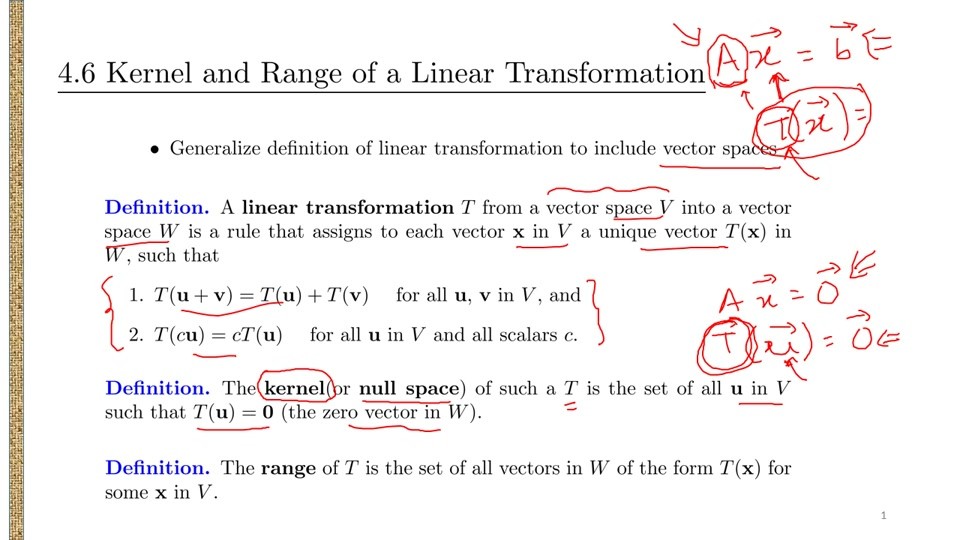 4.6 Kernel and Range of a Linear Transformation
A x⃗ = b⃗
T(x⃗) =
• Generalize definition of linear transformation to include vector spaces
Definition. A linear transformation T from a vector space V into a vector
space W is a rule that assigns to each vector x in V a unique vector T(x) in
W, such that
1. T(u + v) = T(u) + T(v) for all u, v in V, and
2. T(cu) = cT(u) for all u in V and all scalars c.
A x⃗ = 0⃗
T(u⃗) = 0⃗
Definition. The kernel (or null space) of such a T is the set of all u in V
such that T(u) = 0 (the zero vector in W).
Definition. The range of T is the set of all vectors in W of the form T(x) for
some x in V.
1